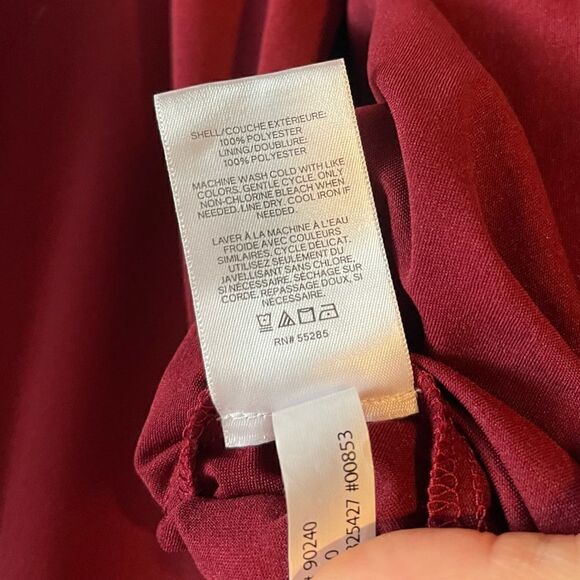 SHELL/COUCHE EXTÉRIEURE:
100% POLYESTER
LINING/DOUBLURE:
100% POLYESTER
MACHINE WASH COLD WITH LIKE
COLORS, GENTLE CYCLE. ONLY
NON-CHLORINE BLEACH WHEN
NEEDED. LINE DRY. COOL IRON IF
NEEDED.
LAVER À LA MACHINE À L'EAU
FROIDE AVEC COULEURS
SIMILAIRES, CYCLE DÉLICAT.
UTILISEZ SEULEMENT DU
JAVELLISANT SANS CHLORE,
SI NÉCESSAIRE. SÉCHAGE SUR
CORDE. REPASSAGE DOUX, SI
NÉCESSAIRE.
RN# 55285
# 90240
0
325427 #00853